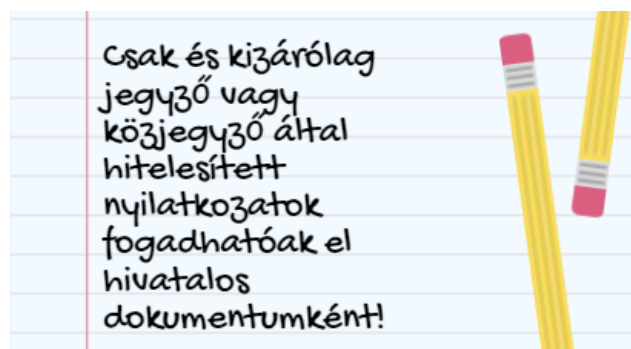 Csak és kizárólag
jegyző vagy
közjegyző által
hitelesített
nyilatkozatok
fogadhatóak el
hivatalos
dokumentumként!